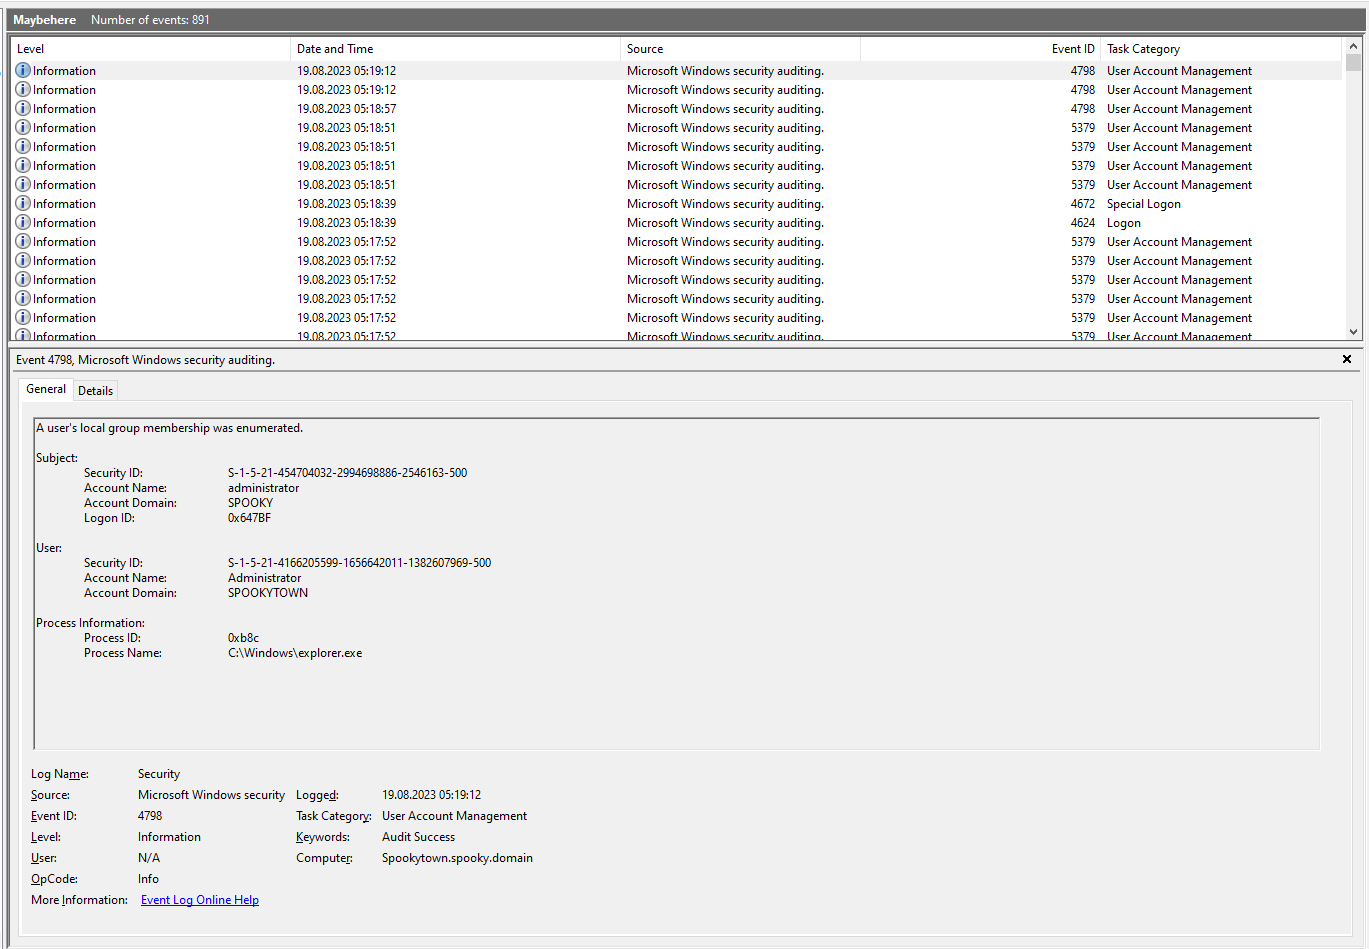 Maybehere Number of events: 891
Level Date and Time Source Event ID Task Category
Information 19.08.2023 05:19:12 Microsoft Windows security auditing. 4798 User Account Management
Information 19.08.2023 05:19:12 Microsoft Windows security auditing. 4798 User Account Management
Information 19.08.2023 05:18:57 Microsoft Windows security auditing. 4798 User Account Management
Information 19.08.2023 05:18:51 Microsoft Windows security auditing. 5379 User Account Management
Information 19.08.2023 05:18:51 Microsoft Windows security auditing. 5379 User Account Management
Information 19.08.2023 05:18:51 Microsoft Windows security auditing. 5379 User Account Management
Information 19.08.2023 05:18:51 Microsoft Windows security auditing. 5379 User Account Management
Information 19.08.2023 05:18:39 Microsoft Windows security auditing. 4672 Special Logon
Information 19.08.2023 05:18:39 Microsoft Windows security auditing. 4624 Logon
Information 19.08.2023 05:17:52 Microsoft Windows security auditing. 5379 User Account Management
Information 19.08.2023 05:17:52 Microsoft Windows security auditing. 5379 User Account Management
Information 19.08.2023 05:17:52 Microsoft Windows security auditing. 5379 User Account Management
Information 19.08.2023 05:17:52 Microsoft Windows security auditing. 5379 User Account Management
Information 19.08.2023 05:17:52 Microsoft Windows security auditing. 5379 User Account Management
Information 19.08.2023 05:17:52 Microsoft Windows security auditing. 5379 User Account Management
Event 4798, Microsoft Windows security auditing.
General Details
A user's local group membership was enumerated.
Subject:
Security ID: S-1-5-21-454704032-2994698886-2546163-500
Account Name: administrator
Account Domain: SPOOKY
Logon ID: 0x647BF
User:
Security ID: S-1-5-21-4166205599-1656642011-1382607969-500
Account Name: Administrator
Account Domain: SPOOKYTOWN
Process Information:
Process ID: 0xb8c
Process Name: C:\Windows\explorer.exe
Log Name: Security
Source: Microsoft Windows security Logged: 19.08.2023 05:19:12
Event ID: 4798 Task Category: User Account Management
Level: Information Keywords: Audit Success
User: N/A Computer: Spookytown.spooky.domain
OpCode: Info
More Information: Event Log Online Help